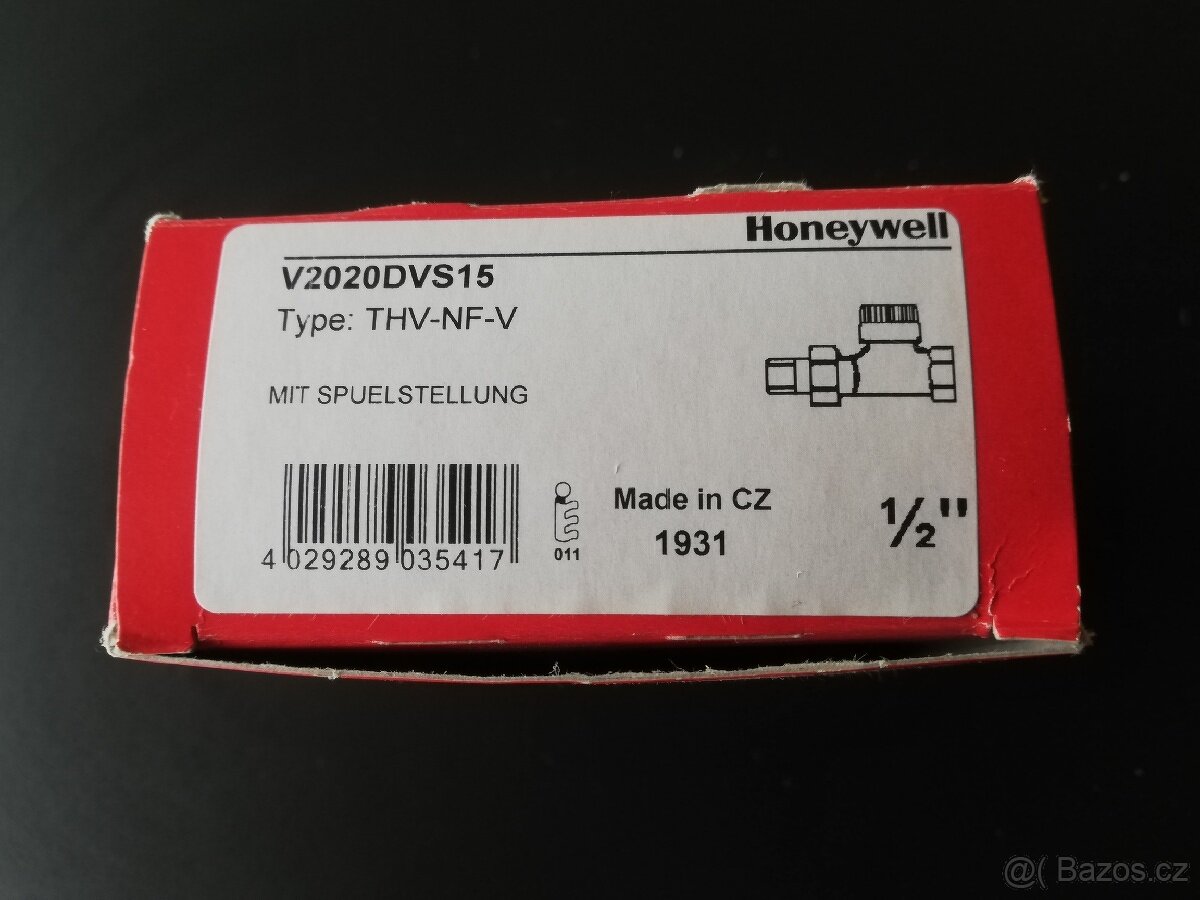 Honeywell
V2020DVS15
Type: THV-NF-V
MIT SPUELSTELLUNG
4 029289 035417
011
Made in CZ
1931
½"
@( Bazos.cz